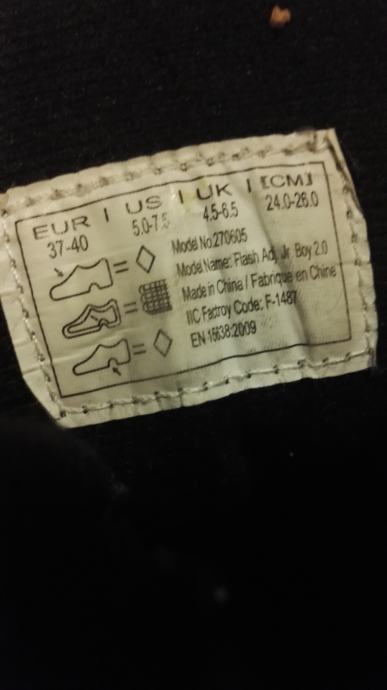 EUR | US | UK | [CM]
37-40 5.0-7.5 4.5-6.5 24.0-26.0
Model No:270605
Model Name: Flash Adj. Jr. Boy 2.0
Made in China / Fabrique en Chine
IIC Factroy Code: F-1487
EN 15638:2009